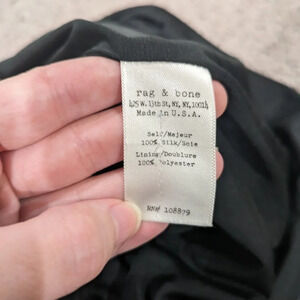 rag & bone
425 W. 13th St, NY, NY, 10014
Made In U.S.A.
Self/Majeur
100% Silk/Soie
Lining/Doublure
100% Polyester
RN# 108879